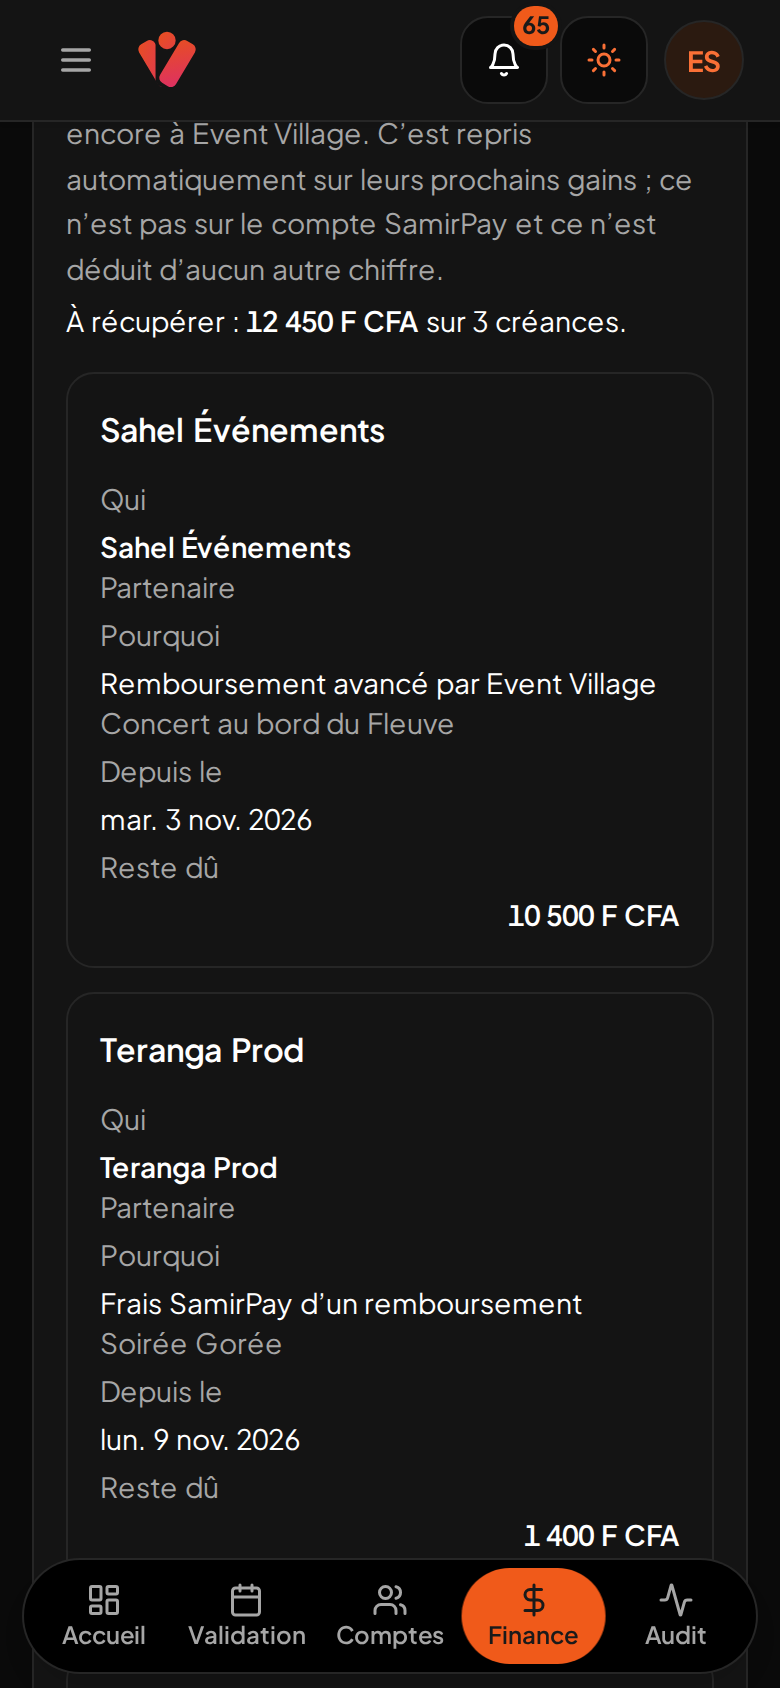 65
ES
encore à Event Village. C’est repris
automatiquement sur leurs prochains gains ; ce
n’est pas sur le compte SamirPay et ce n’est
déduit d’aucun autre chiffre.
À récupérer : 12 450 F CFA sur 3 créances.
Sahel Événements
Qui
Sahel Événements
Partenaire
Pourquoi
Remboursement avancé par Event Village
Concert au bord du Fleuve
Depuis le
mar. 3 nov. 2026
Reste dû
10 500 F CFA
Teranga Prod
Qui
Teranga Prod
Partenaire
Pourquoi
Frais SamirPay d’un remboursement
Soirée Gorée
Depuis le
lun. 9 nov. 2026
Reste dû
1 400 F CFA
Accueil
Validation
Comptes
Finance
Audit